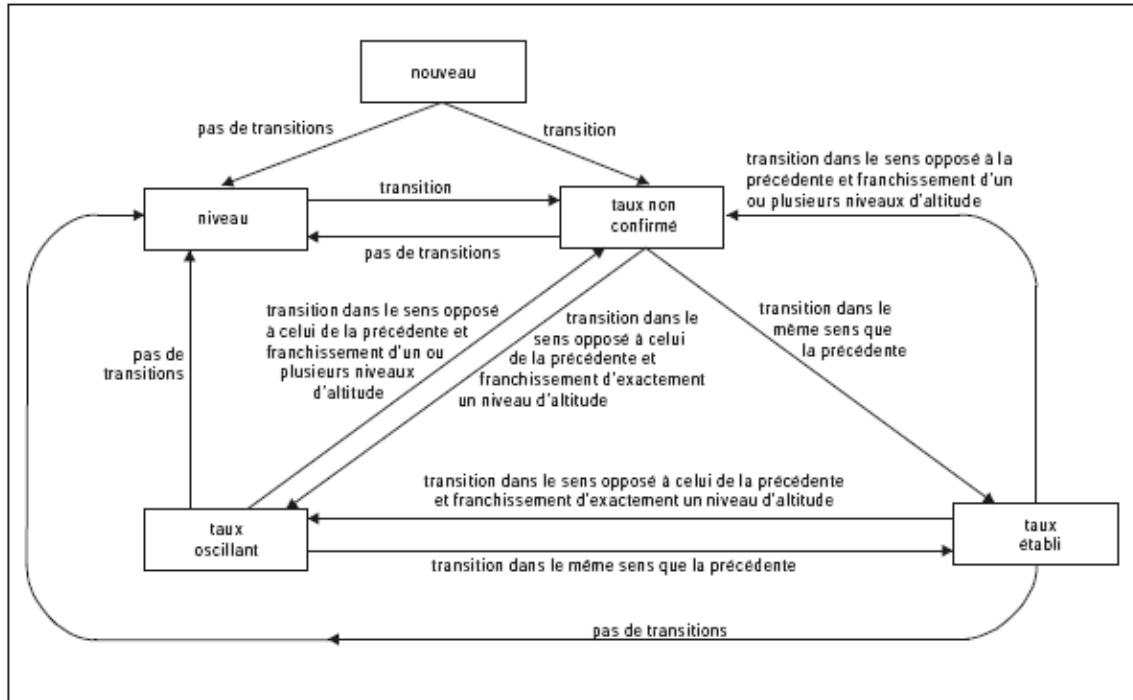 nouveau
pas de transitions
transition
transition dans le sens opposé à la
précédente et franchissement d'un
ou plusieurs niveaux d'altitude
niveau
transition
taux non
confirmé
pas de transitions
transition dans le sens opposé
à celui de la précédente et
franchissement d'un ou
plusieurs niveaux
d'altitude
transition dans le
sens opposé à celui
de la précédente et
franchissement d'exactement
un niveau d'altitude
transition dans le
même sens que
la précédente
pas de
transitions
transition dans le sens opposé à celui de la précédente
et franchissement d'exactement un niveau d'altitude
taux
oscillant
taux
établi
transition dans le même sens que la précédente
pas de transitions